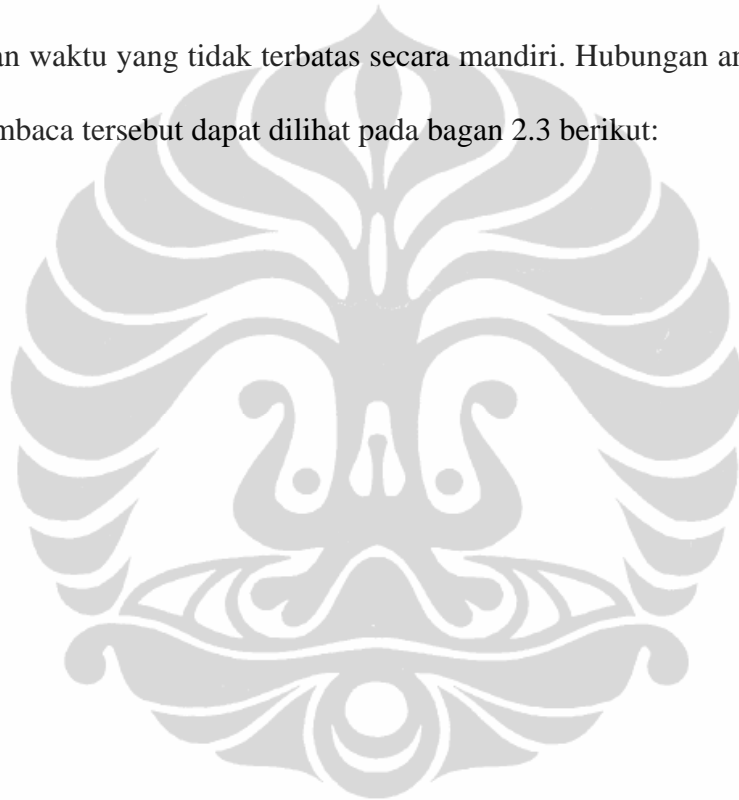 an waktu yang tidak terbatas secara mandiri. Hubungan an
mbaca tersebut dapat dilihat pada bagan 2.3 berikut: